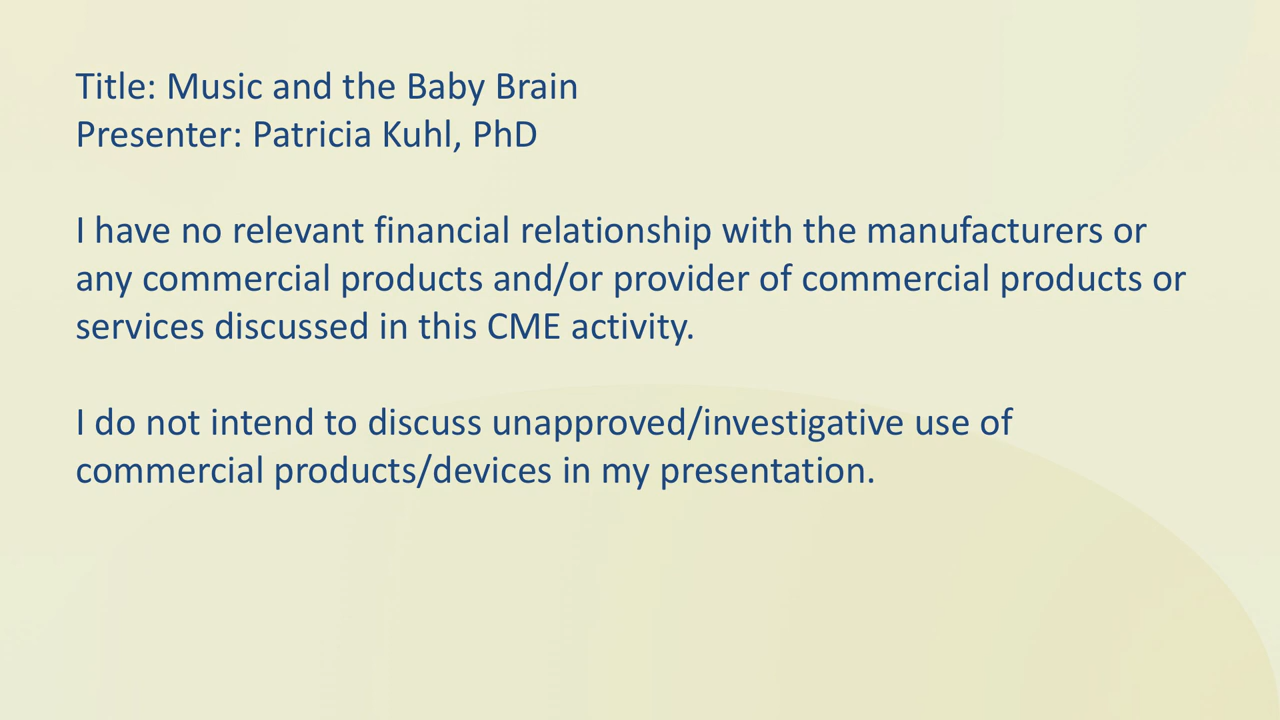 Title: Music and the Baby Brain
Presenter: Patricia Kuhl, PhD
I have no relevant financial relationship with the manufacturers or
any commercial products and/or provider of commercial products or
services discussed in this CME activity.
I do not intend to discuss unapproved/investigative use of
commercial products/devices in my presentation.